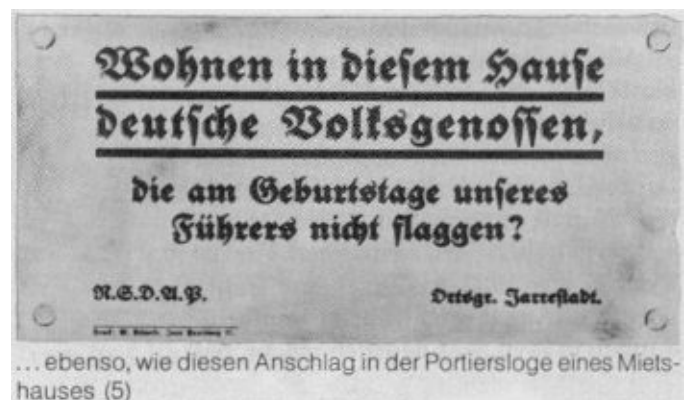 Wohnen in diesem Hause
deutsche Volksgenossen,
die am Geburtstage unseres
Führers nicht flaggen?
N.S.D.A.P. Ortsgr. Jarrestadt.
... ebenso, wie diesen Anschlag in der Portiersloge eines Miets-
hauses (5)